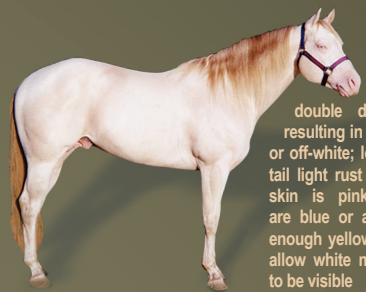 double d
resulting in
or off-white;
tail light rust
skin is pink
are blue or
enough yellow
allow white
to be visible